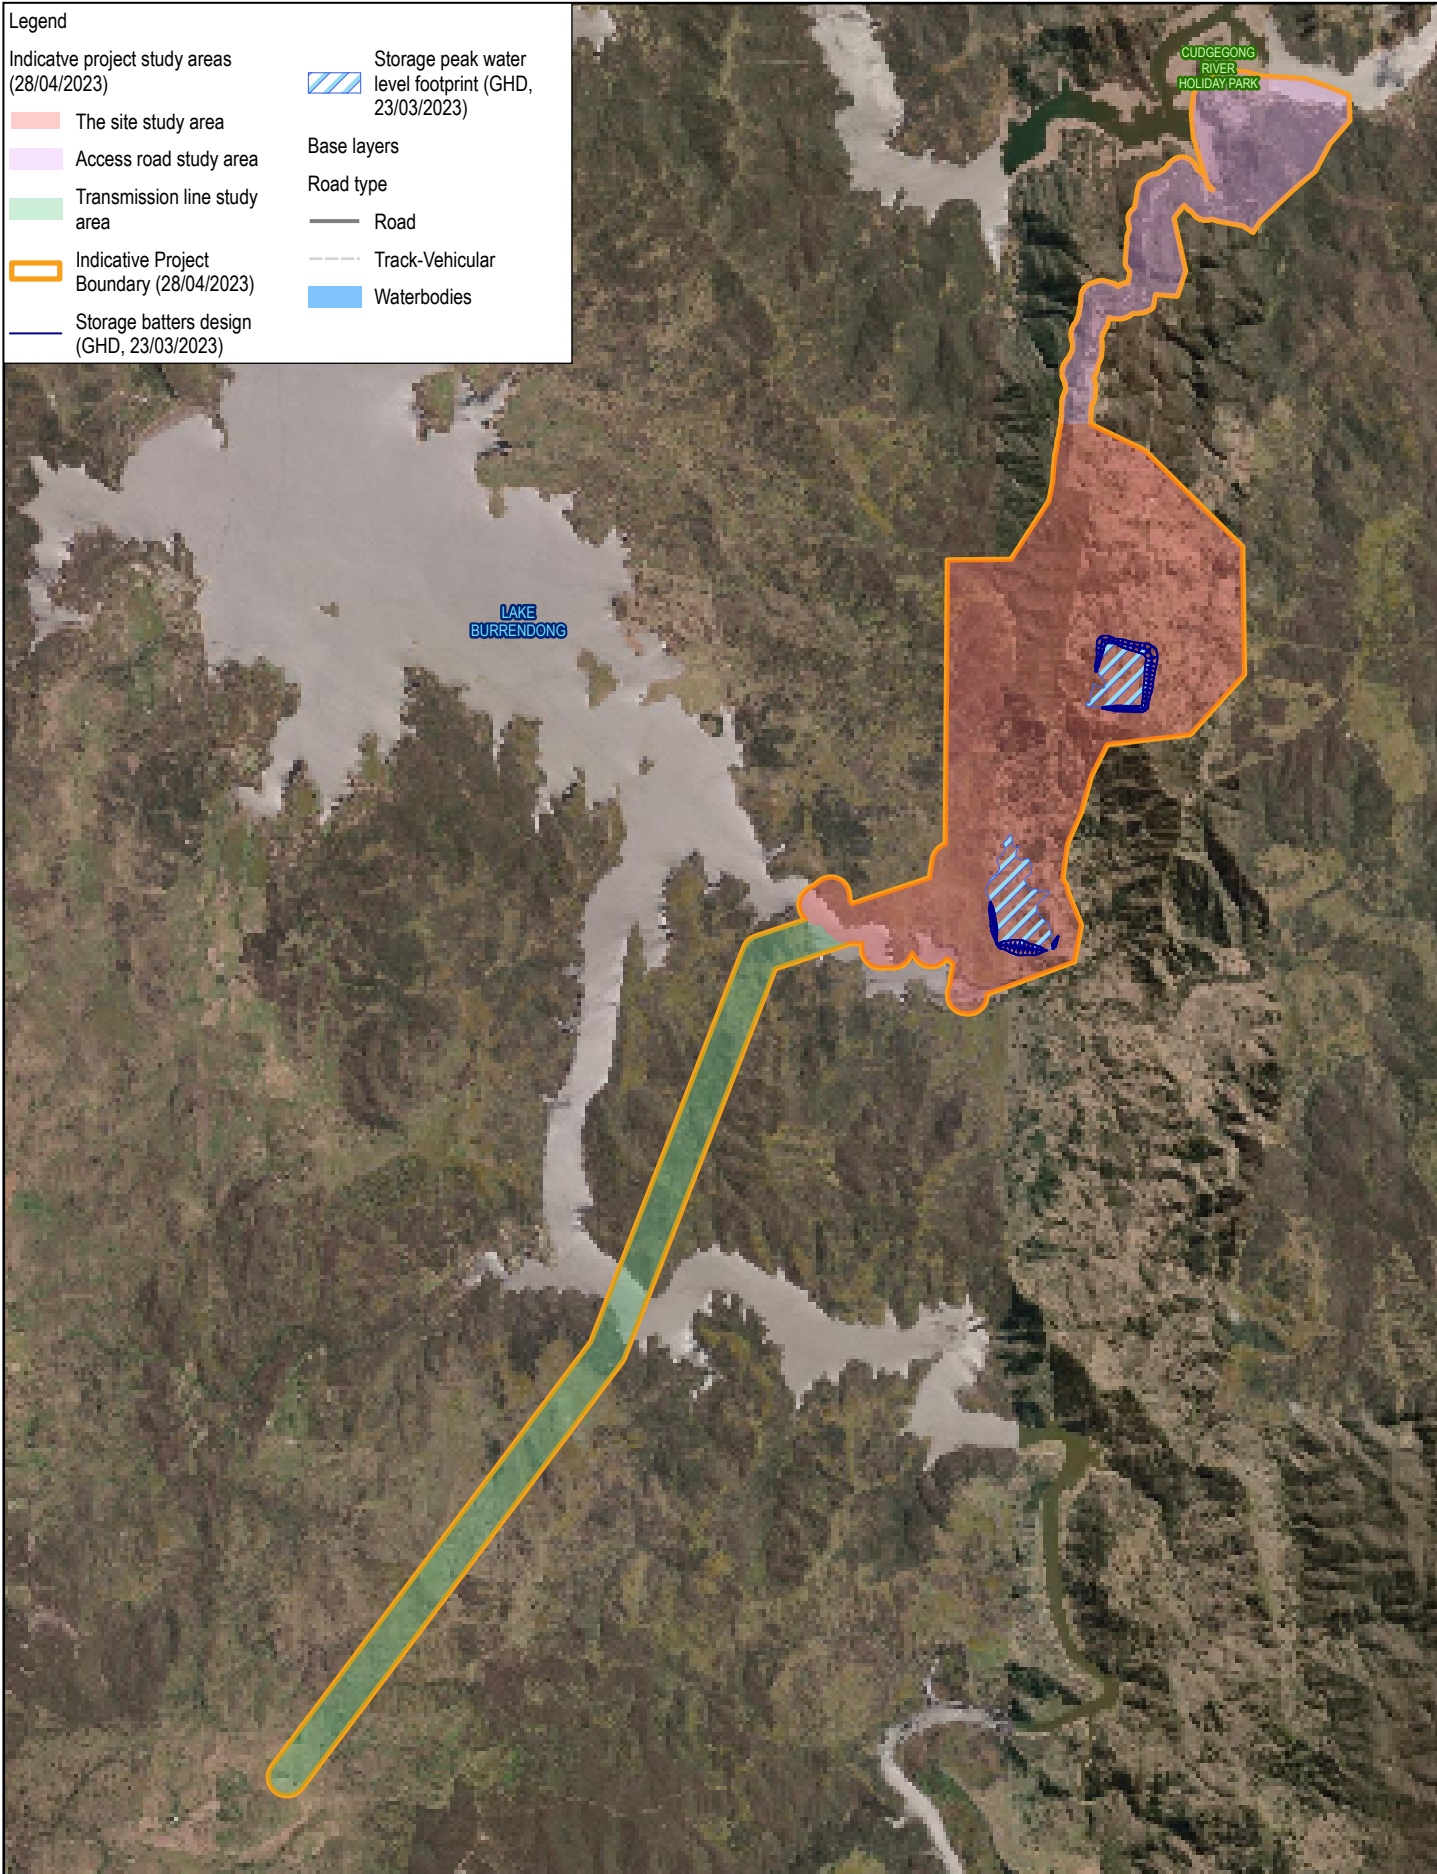 Legend
Indicatve project study areas
(28/04/2023)
The site study area
Access road study area
Transmission line study
area
Indicative Project
Boundary (28/04/2023)
Storage batters design
(GHD, 23/03/2023)
Storage peak water
level footprint (GHD,
23/03/2023)
Base layers
Road type
Road
Track-Vehicular
Waterbodies
CUDGEGONG
RIVER
HOLIDAY PARK
LAKE
BURRENDONG